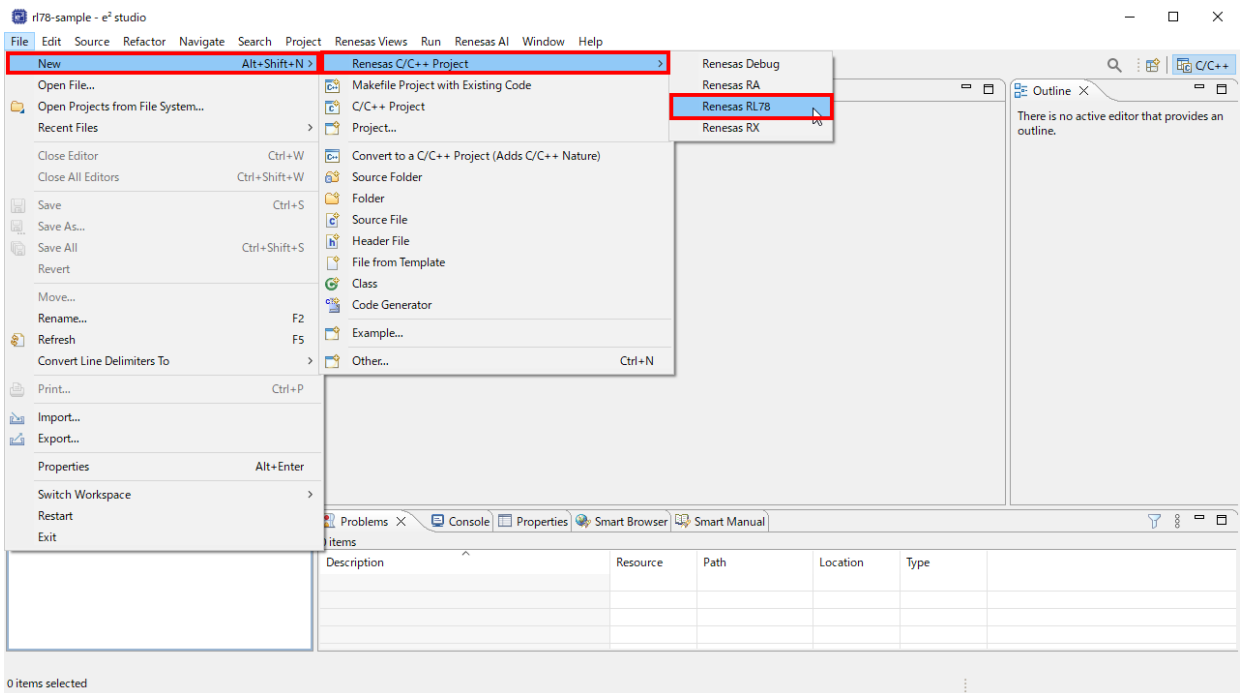 rl78-sample - e² studio
File Edit Source Refactor Navigate Search Project Renesas Views Run Renesas AI Window Help
New Alt+Shift+N >
Open File...
Open Projects from File System...
Recent Files >
Close Editor Ctrl+W
Close All Editors Ctrl+Shift+W
Save Ctrl+S
Save As...
Save All Ctrl+Shift+S
Revert
Move...
Rename... F2
Refresh F5
Convert Line Delimiters To >
Print... Ctrl+P
Import...
Export...
Properties Alt+Enter
Switch Workspace >
Restart
Exit
Renesas C/C++ Project >
Makefile Project with Existing Code
C/C++ Project
Project...
Convert to a C/C++ Project (Adds C/C++ Nature)
Source Folder
Folder
Source File
Header File
File from Template
Class
Code Generator
Example...
Other... Ctrl+N
Renesas Debug
Renesas RA
Renesas RL78
Renesas RX
C/C++
Outline
There is no active editor that provides an
outline.
Problems Console Properties Smart Browser Smart Manual
items
Description Resource Path Location Type
0 items selected